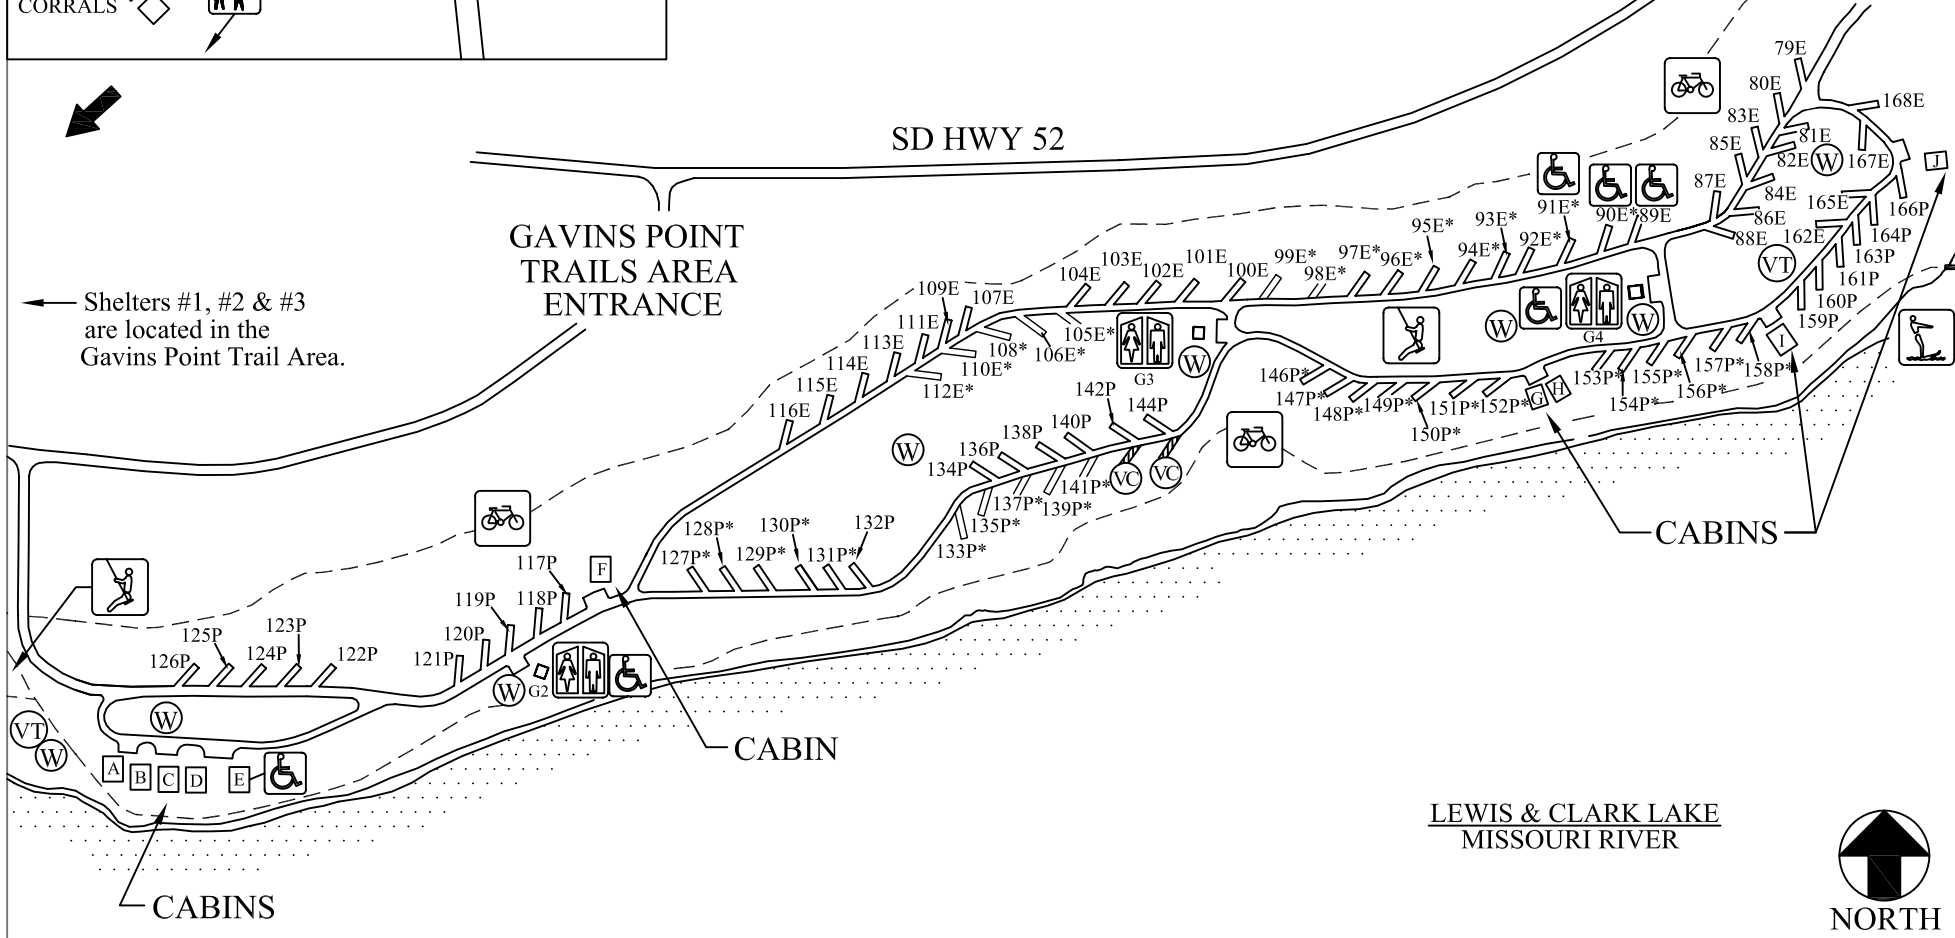 CORRALS
SD HWY 52
GAVINS POINT
TRAILS AREA
ENTRANCE
Shelters #1, #2 & #3
are located in the
Gavins Point Trail Area.
79E
80E
83E
85E
87E
168E
81E
82E
W
167E
J
84E
86E
88E
165E
166P
162E
164P
163P
161P
160P
159P
VT
I
89E
90E*
91E*
92E*
93E*
94E*
95E*
96E*
97E*
98E*
99E*
100E
101E
102E
103E
104E
105E*
106E*
107E
108*
109E
110E*
111E
112E*
113E
114E
115E
116E
W
G3
W
G4
W
W
146P*
147P*
148P*
149P*
150P*
151P*
152P*
G
H
153P*
154P*
155P*
156P*
157P*
158P*
144P
142P
140P
138P
136P
134P
141P*
139P*
137P*
135P*
133P*
VC
VC
CABINS
128P*
130P*
132P
127P*
129P*
131P*
F
117P
118P
119P
120P
121P
W
G2
CABIN
123P
125P
122P
124P
126P
W
VT
W
A
B
C
D
E
CABINS
LEWIS & CLARK LAKE
MISSOURI RIVER
NORTH